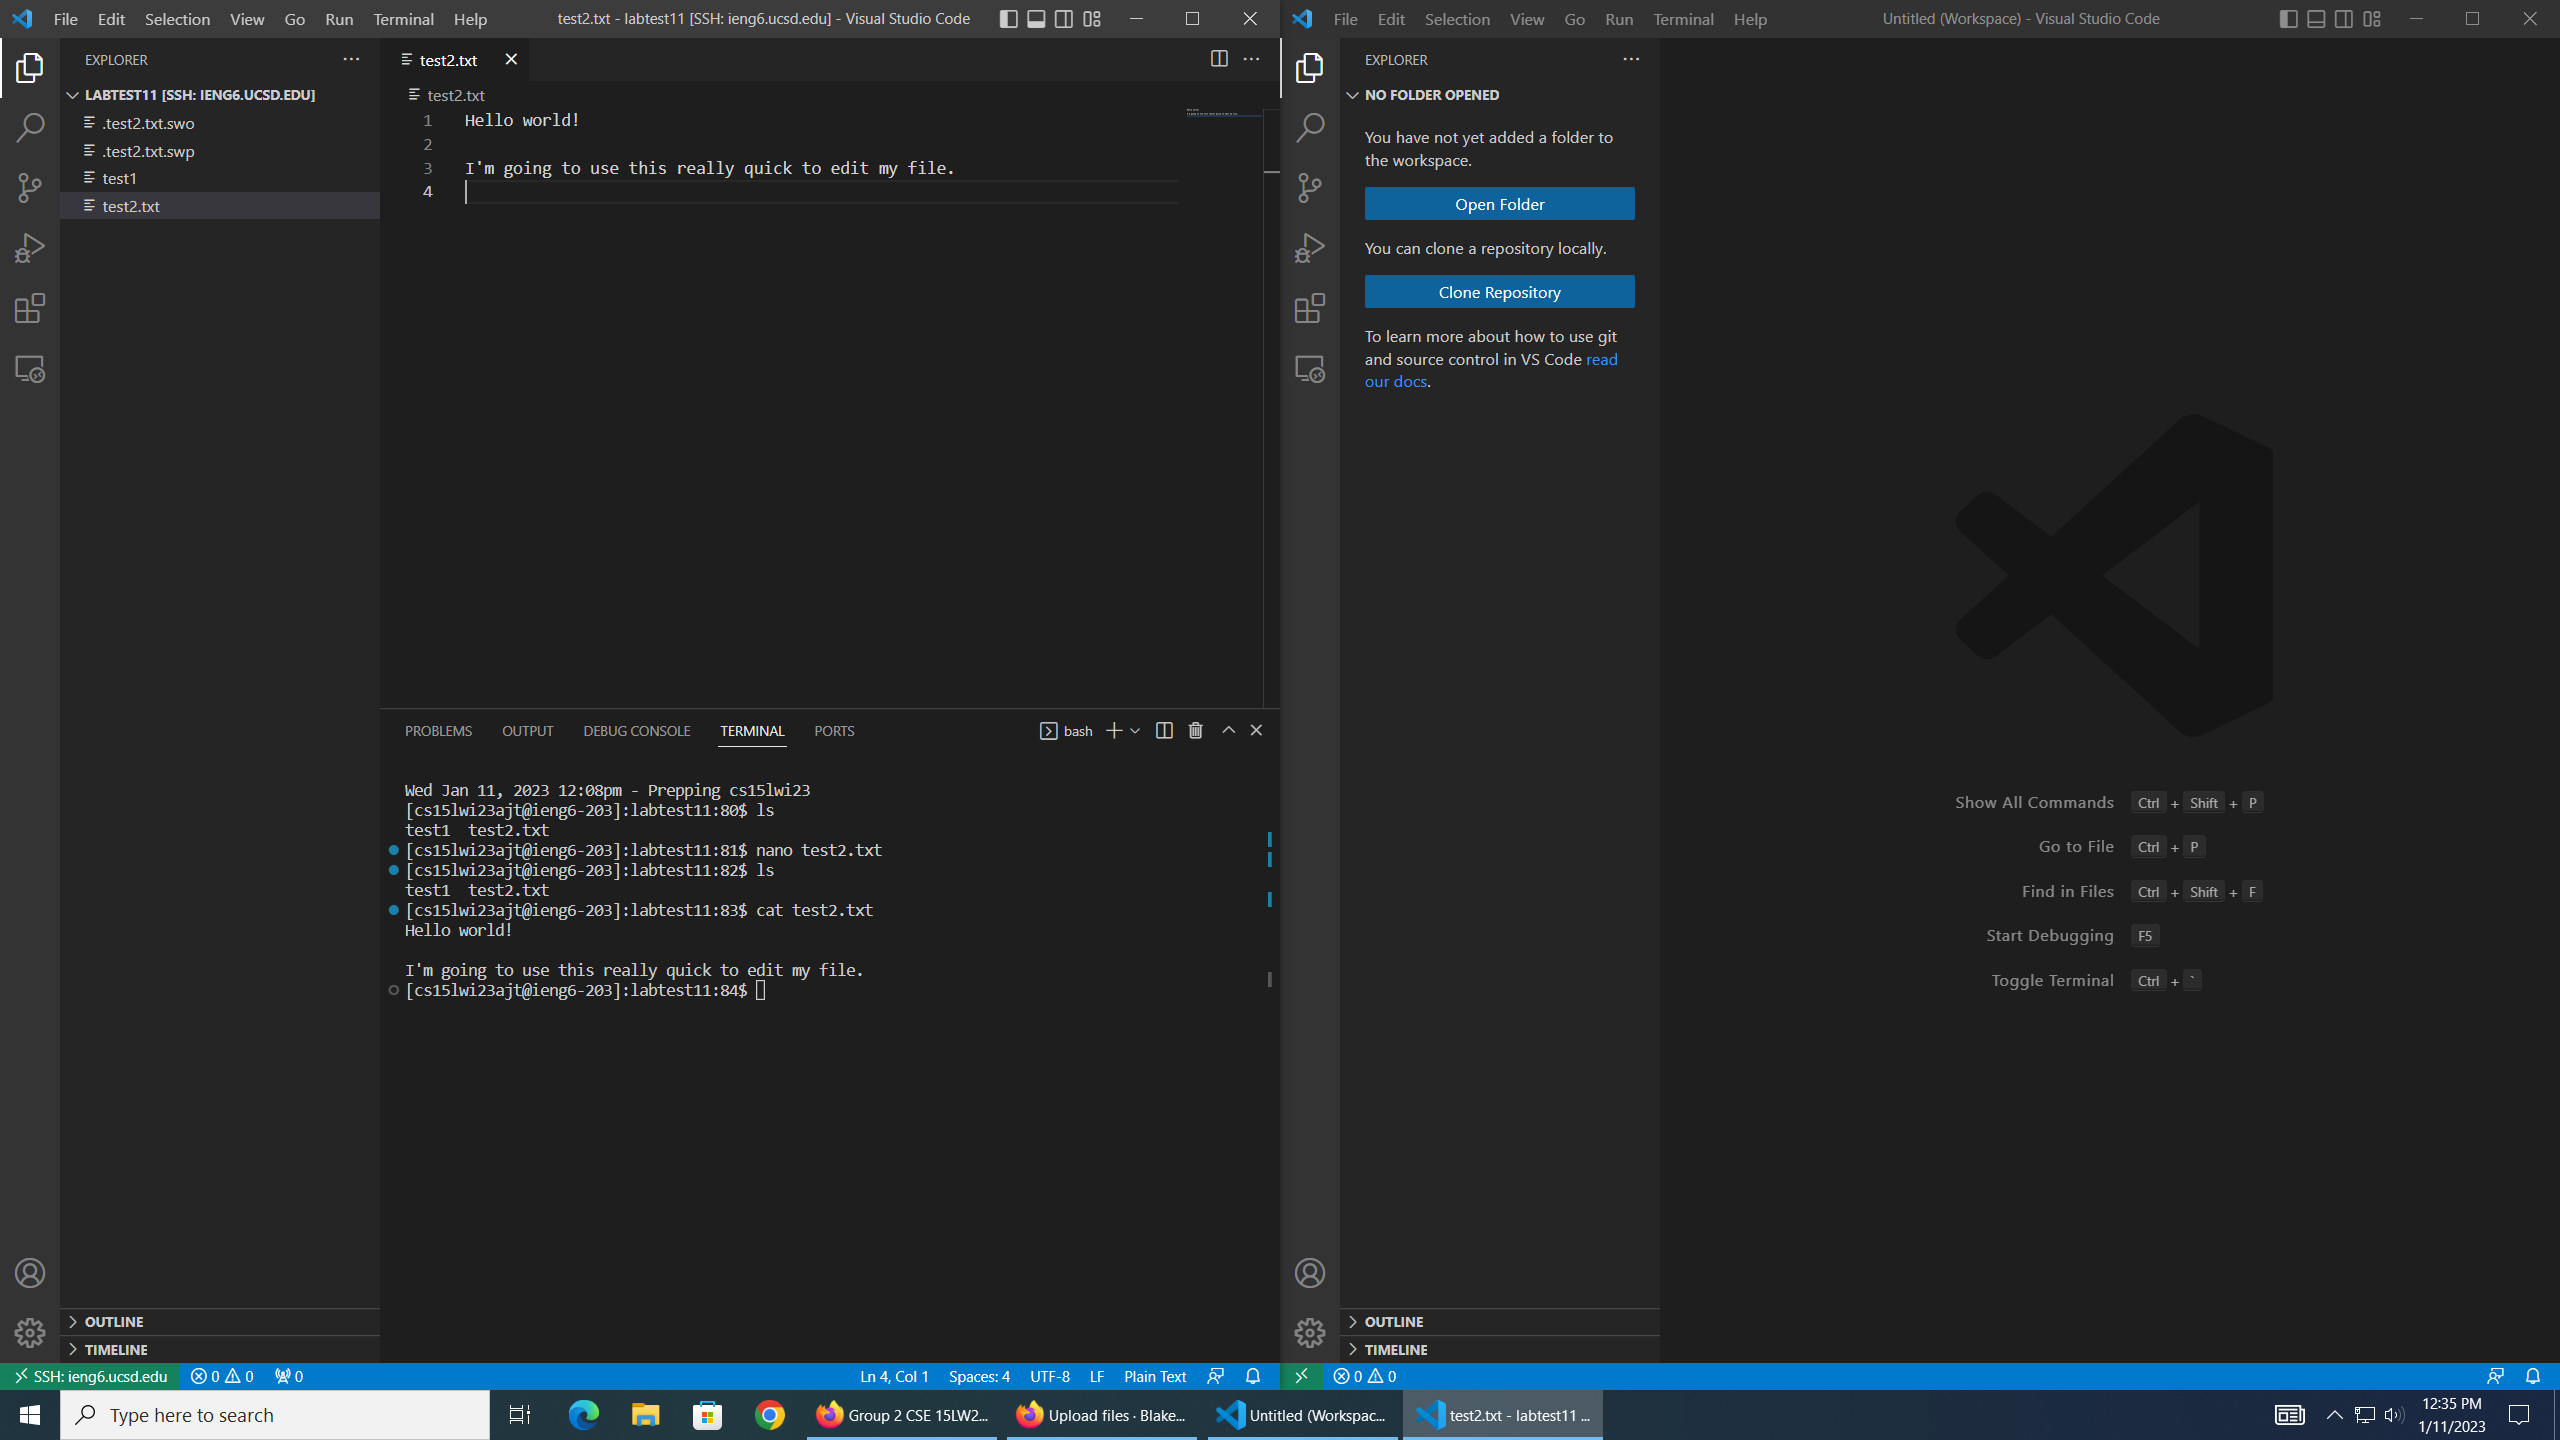 File Edit Selection View Go Run Terminal Help
test2.txt - labtest11 [SSH: ieng6.ucsd.edu] - Visual Studio Code
EXPLORER
LABTEST11 [SSH: IENG6.UCSD.EDU]
.test2.txt.swo
.test2.txt.swp
test1
test2.txt
OUTLINE
TIMELINE
test2.txt
test2.txt
1 Hello world!
2
3 I'm going to use this really quick to edit my file.
4
PROBLEMS OUTPUT DEBUG CONSOLE TERMINAL PORTS
bash
Wed Jan 11, 2023 12:08pm - Prepping cs15lwi23
[cs15lwi23ajt@ieng6-203]:labtest11:80$ ls
test1  test2.txt
[cs15lwi23ajt@ieng6-203]:labtest11:81$ nano test2.txt
[cs15lwi23ajt@ieng6-203]:labtest11:82$ ls
test1  test2.txt
[cs15lwi23ajt@ieng6-203]:labtest11:83$ cat test2.txt
Hello world!
I'm going to use this really quick to edit my file.
[cs15lwi23ajt@ieng6-203]:labtest11:84$
SSH: ieng6.ucsd.edu 0 0 0
Ln 4, Col 1 Spaces: 4 UTF-8 LF Plain Text
File Edit Selection View Go Run Terminal Help
Untitled (Workspace) - Visual Studio Code
EXPLORER
NO FOLDER OPENED
You have not yet added a folder to
the workspace.
Open Folder
You can clone a repository locally.
Clone Repository
To learn more about how to use git
and source control in VS Code read
our docs.
OUTLINE
TIMELINE
Show All Commands Ctrl + Shift + P
Go to File Ctrl + P
Find in Files Ctrl + Shift + F
Start Debugging F5
Toggle Terminal Ctrl + `
0 0
Type here to search
Group 2 CSE 15LW2...
Upload files · Blake...
Untitled (Workspac...
test2.txt - labtest11 ...
12:35 PM
1/11/2023